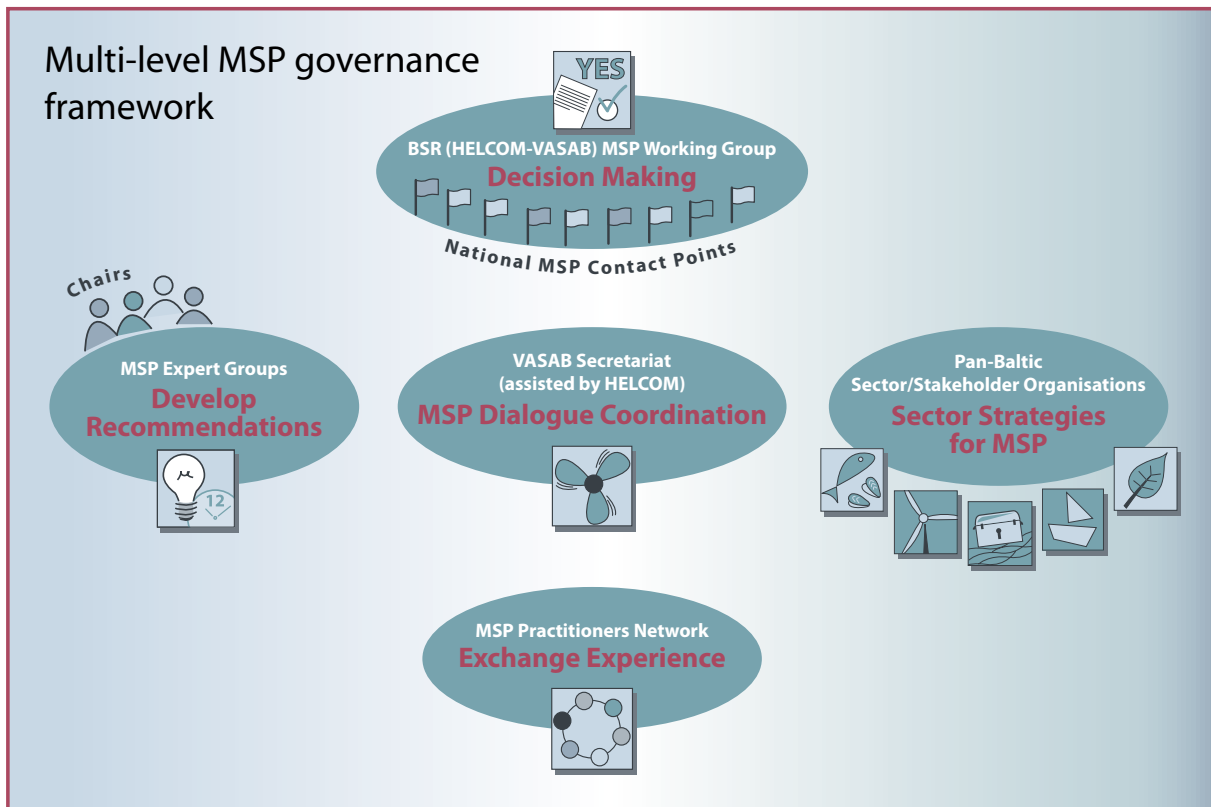 Multi-level MSP governance
framework
YES
BSR (HELCOM-VASAB) MSP Working Group
Decision Making
National MSP Contact Points
Chairs
MSP Expert Groups
Develop
Recommendations
12
VASAB Secretariat
(assisted by HELCOM)
MSP Dialogue Coordination
Pan-Baltic
Sector/Stakeholder Organisations
Sector Strategies
for MSP
MSP Practitioners Network
Exchange Experience